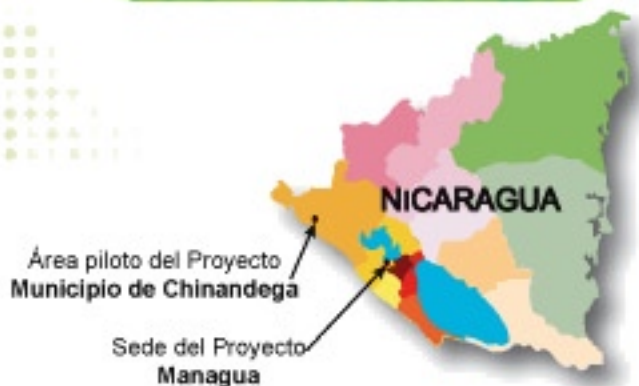 NICARAGUA
Área piloto del Proyecto
Municipio de Chinandega
Sede del Proyecto
Managua